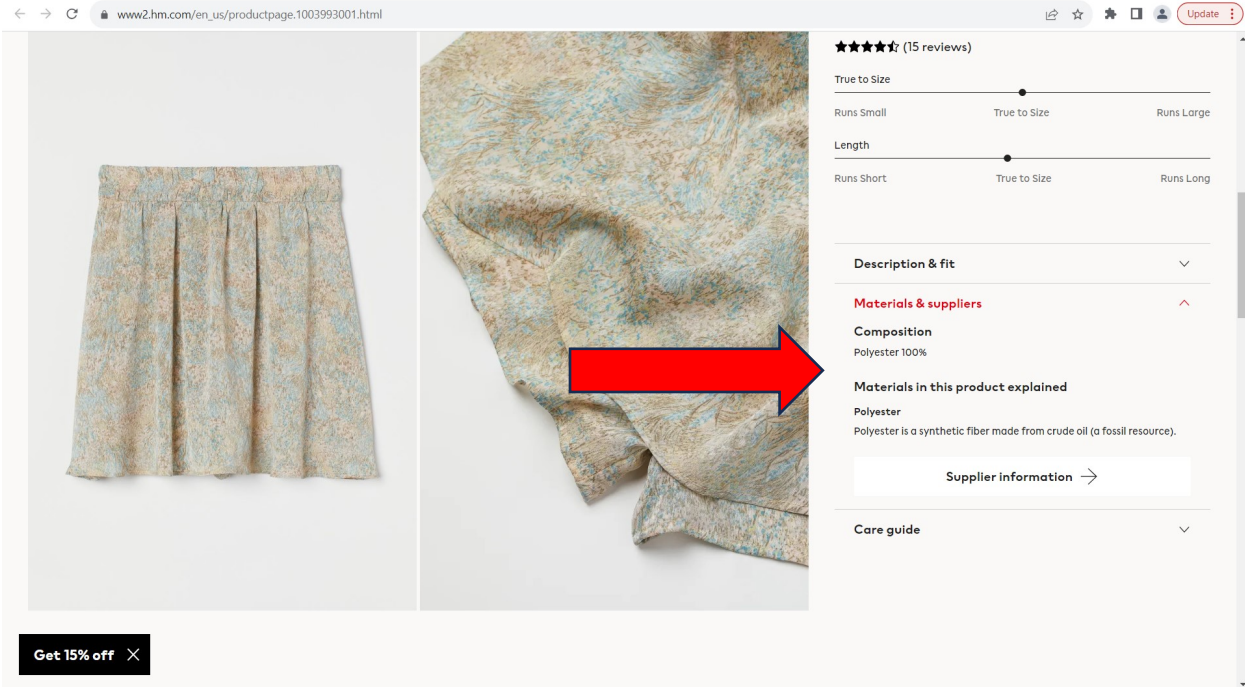 www2.hm.com/en_us/productpage.1003993001.html
Update
(15 reviews)
True to Size
Runs Small True to Size Runs Large
Length
Runs Short True to Size Runs Long
Description & fit
Materials & suppliers
Composition
Polyester 100%
Materials in this product explained
Polyester
Polyester is a synthetic fiber made from crude oil (a fossil resource).
Supplier information
Care guide
Get 15% off